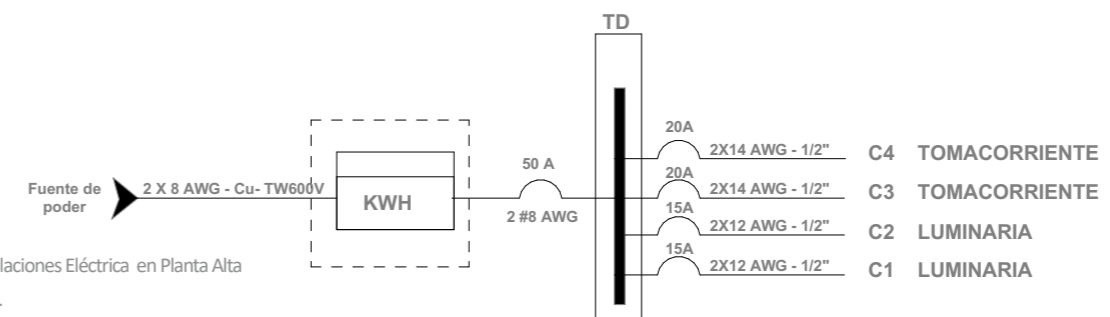 TD
20A
2X14 AWG - 1/2" C4 TOMACORRIENTE
20A
2X14 AWG - 1/2" C3 TOMACORRIENTE
15A
2X12 AWG - 1/2" C2 LUMINARIA
15A
2X12 AWG - 1/2" C1 LUMINARIA
50 A
2 #8 AWG
KWH
2 X 8 AWG - Cu- TW600V
Fuente de
poder
laciones Eléctrica en Planta Alta